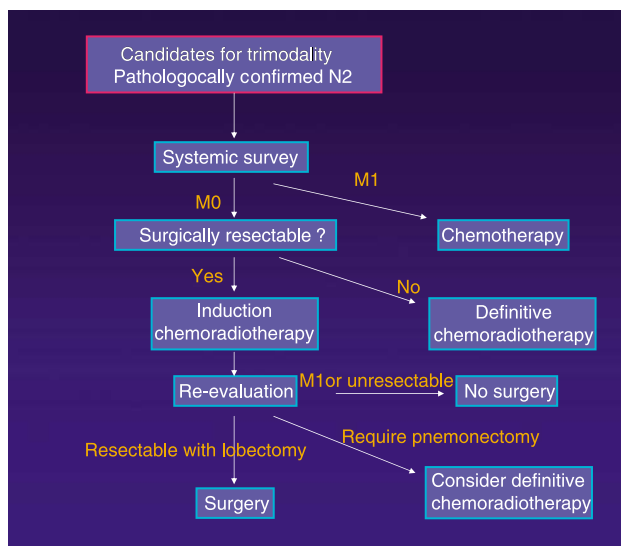 Candidates for trimodality
Pathologocally confirmed N2
Systemic survey
M1
M0
Surgically resectable ?
Chemotherapy
Yes
No
Induction
chemoradiotherapy
Definitive
chemoradiotherapy
Re-evaluation
M1or unresectable
No surgery
Resectable with lobectomy
Require pnemonectomy
Surgery
Consider definitive
chemoradiotherapy